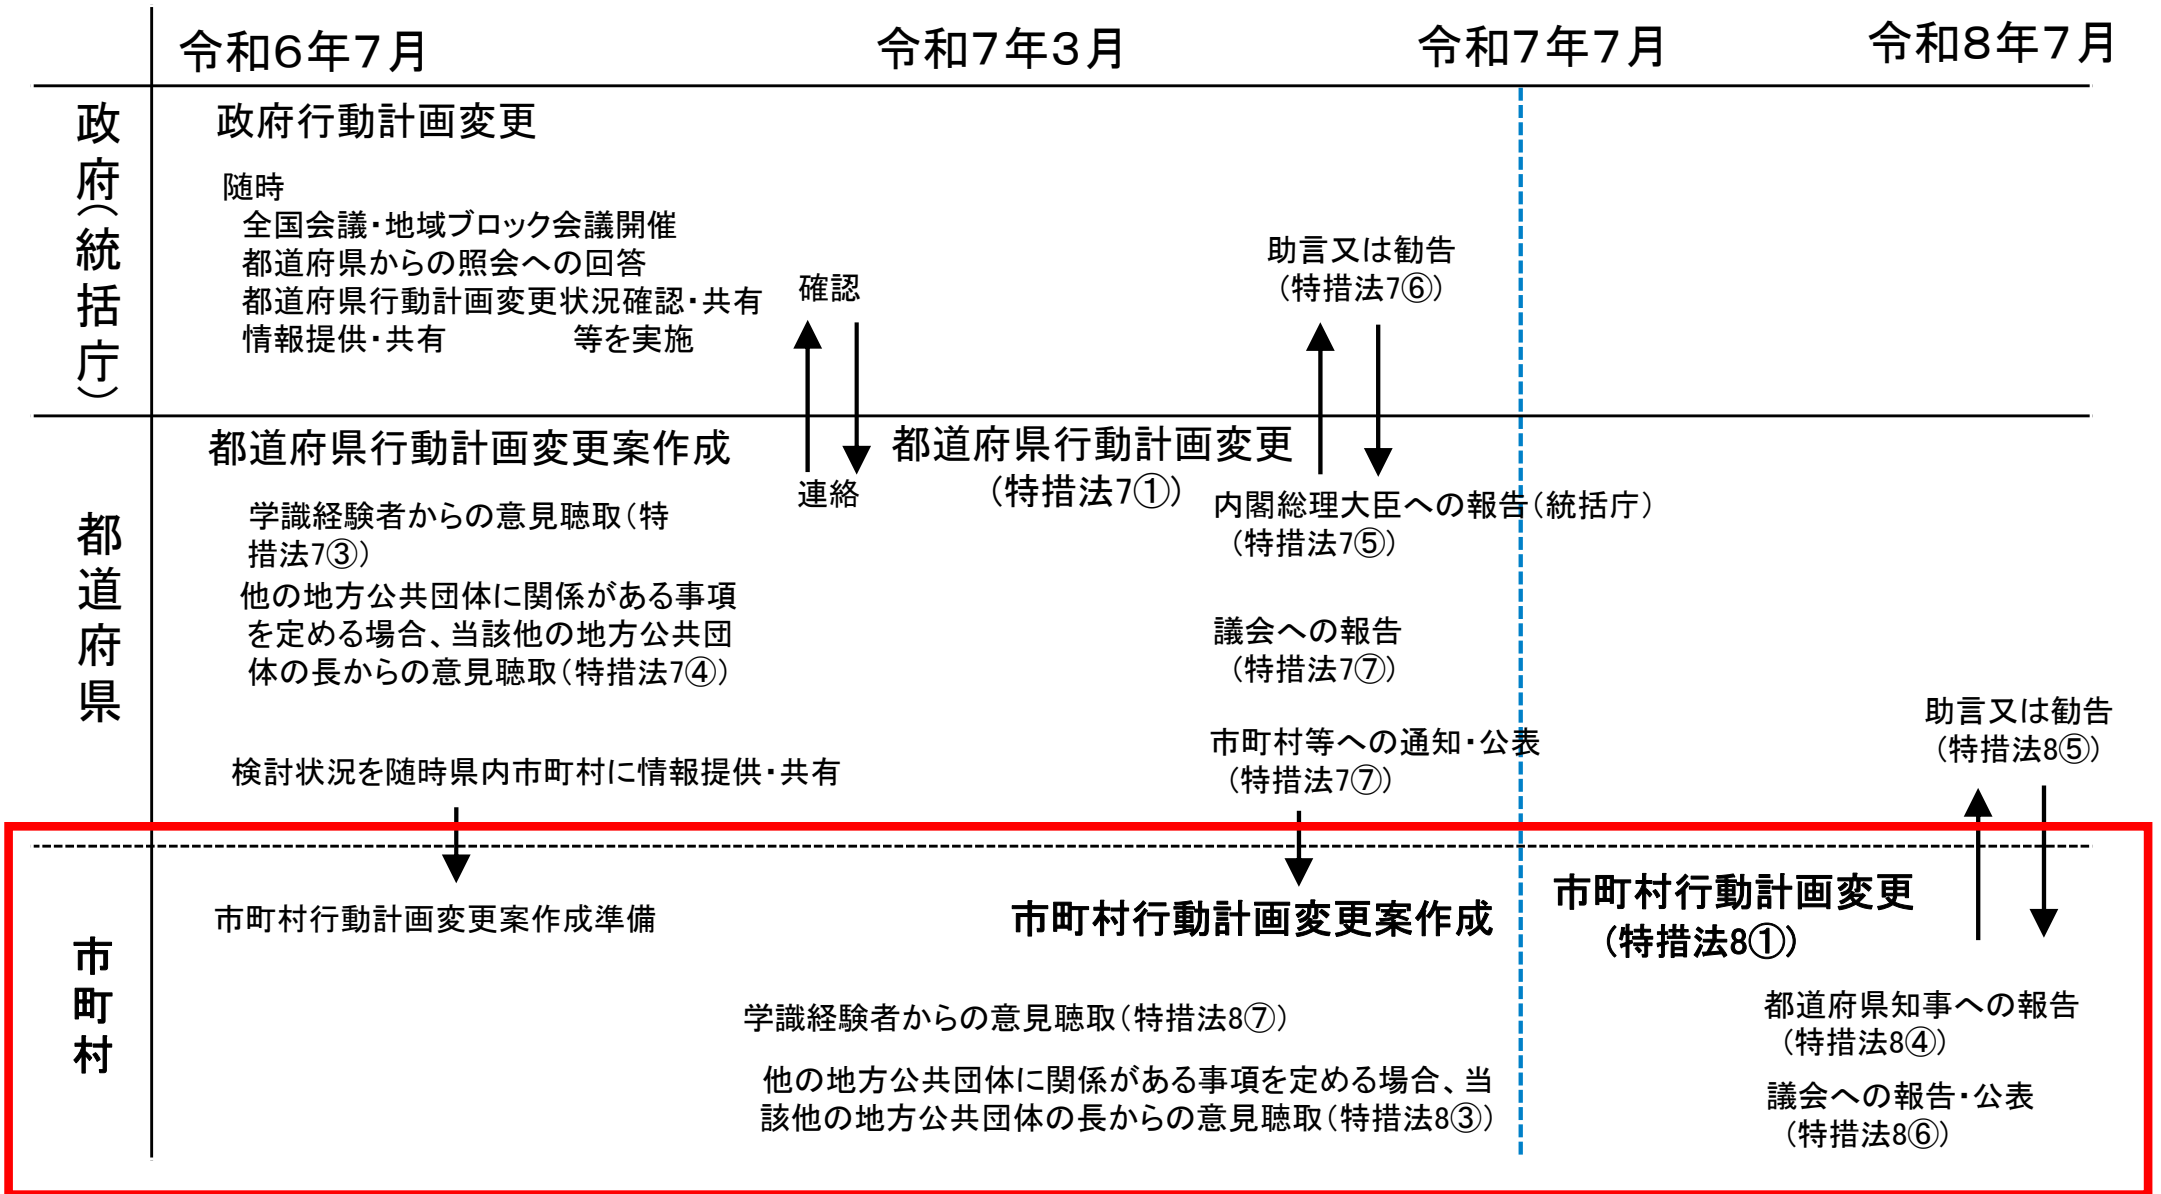 令和6年7月
令和7年3月
令和7年7月
令和8年7月
政府(統括庁)
政府行動計画変更
随時
全国会議・地域ブロック会議開催
都道府県からの照会への回答
都道府県行動計画変更状況確認・共有
情報提供・共有 等を実施
確認
助言又は勧告
(特措法7⑥)
都道府県
都道府県行動計画変更案作成
学識経験者からの意見聴取(特
措法7③)
他の地方公共団体に関係がある事項
を定める場合、当該他の地方公共団
体の長からの意見聴取(特措法7④)
検討状況を随時県内市町村に情報提供・共有
連絡
都道府県行動計画変更
(特措法7①)
内閣総理大臣への報告(統括庁)
(特措法7⑤)
議会への報告
(特措法7⑦)
市町村等への通知・公表
(特措法7⑦)
助言又は勧告
(特措法8⑤)
市町村
市町村行動計画変更案作成準備
市町村行動計画変更案作成
市町村行動計画変更
(特措法8①)
学識経験者からの意見聴取(特措法8⑦)
他の地方公共団体に関係がある事項を定める場合、当
該他の地方公共団体の長からの意見聴取(特措法8③)
都道府県知事への報告
(特措法8④)
議会への報告・公表
(特措法8⑥)